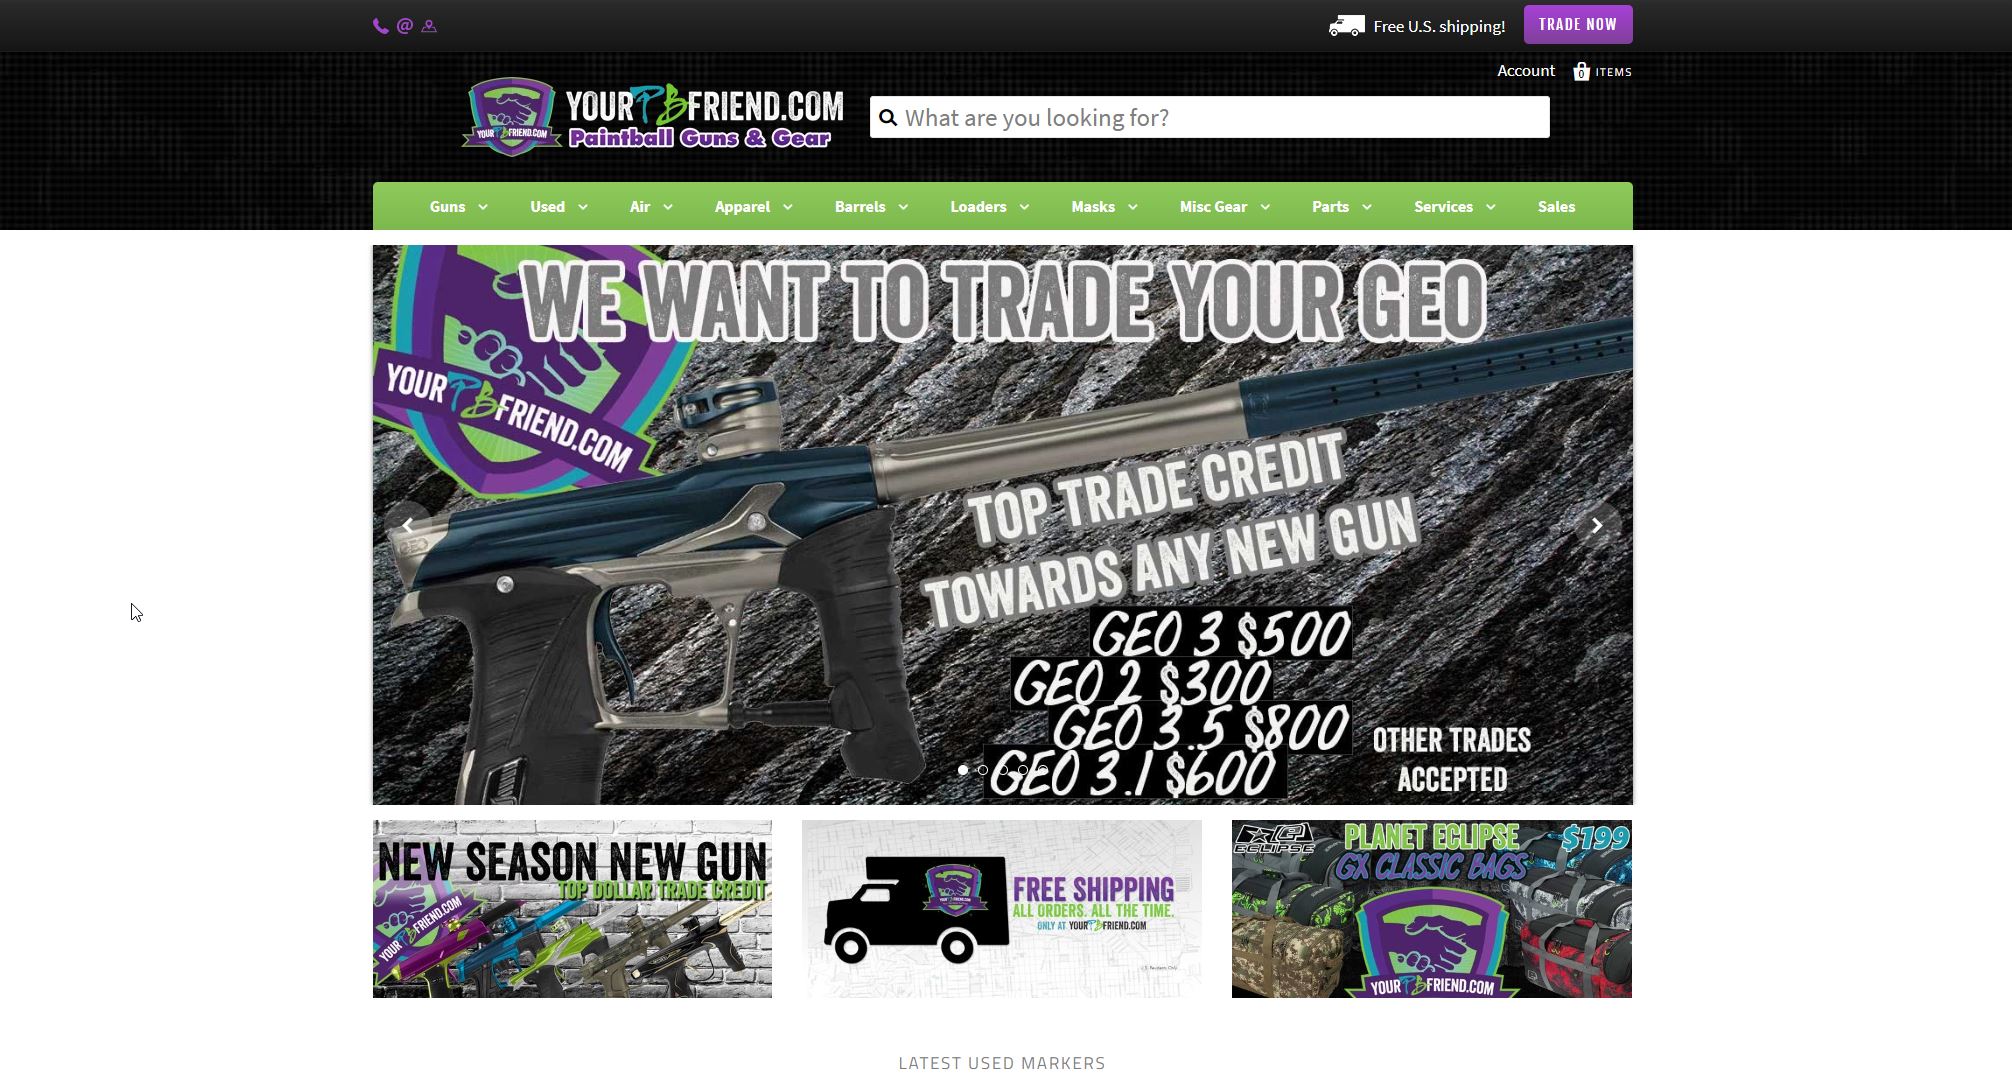 Free U.S. shipping!
TRADE NOW
Account
0 ITEMS
YOUR PB FRIEND.COM
YOURPBFRIEND.COM
Paintball Guns & Gear
What are you looking for?
Guns
Used
Air
Apparel
Barrels
Loaders
Masks
Misc Gear
Parts
Services
Sales
WE WANT TO TRADE YOUR GEO
YOURPBFRIEND.COM
TOP TRADE CREDIT
TOWARDS ANY NEW GUN
GEO 3 $500
GEO 2 $300
GEO 3.5 $800
GEO 3.1 $600
OTHER TRADES
ACCEPTED
NEW SEASON NEW GUN
TOP DOLLAR TRADE CREDIT
YOURPBFRIEND.COM
FREE SHIPPING
ALL ORDERS. ALL THE TIME.
ONLY AT YOURPBFRIEND.COM
ECLIPSE
PLANET ECLIPSE
GX CLASSIC BAGS
$199
YOURPBFRIEND.COM
LATEST USED MARKERS